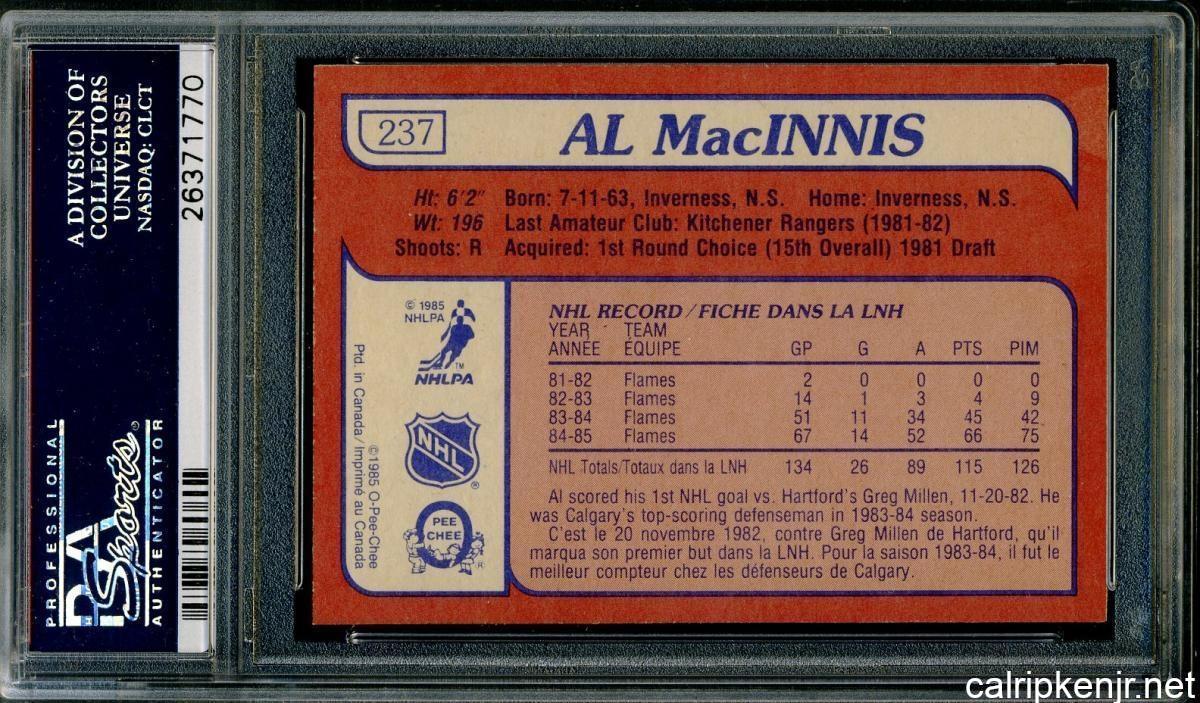 A DIVISION OF
COLLECTORS
UNIVERSE
NASDAQ: CLCT
26371770
PROFESSIONAL
PSA
Sports®
AUTHENTICATOR
237
AL MacINNIS
Ht: 6'2" Born: 7-11-63, Inverness, N.S. Home: Inverness, N.S.
Wt: 196 Last Amateur Club: Kitchener Rangers (1981-82)
Shoots: R Acquired: 1st Round Choice (15th Overall) 1981 Draft
© 1985
NHLPA
TM
NHLPA
NHL
®
PEE
CHEE
®
©1985 O-Pee-Chee
Ptd. in Canada/Imprimé au Canada
NHL RECORD/FICHE DANS LA LNH
YEAR TEAM
ANNÉE ÉQUIPE GP G A PTS PIM
81-82 Flames 2 0 0 0 0
82-83 Flames 14 1 3 4 9
83-84 Flames 51 11 34 45 42
84-85 Flames 67 14 52 66 75
NHL Totals/Totaux dans la LNH 134 26 89 115 126
Al scored his 1st NHL goal vs. Hartford's Greg Millen, 11-20-82. He
was Calgary's top-scoring defenseman in 1983-84 season.
C'est le 20 novembre 1982, contre Greg Millen de Hartford, qu'il
marqua son premier but dans la LNH. Pour la saison 1983-84, il fut le
meilleur compteur chez les défenseurs de Calgary.
calripkenjr.net